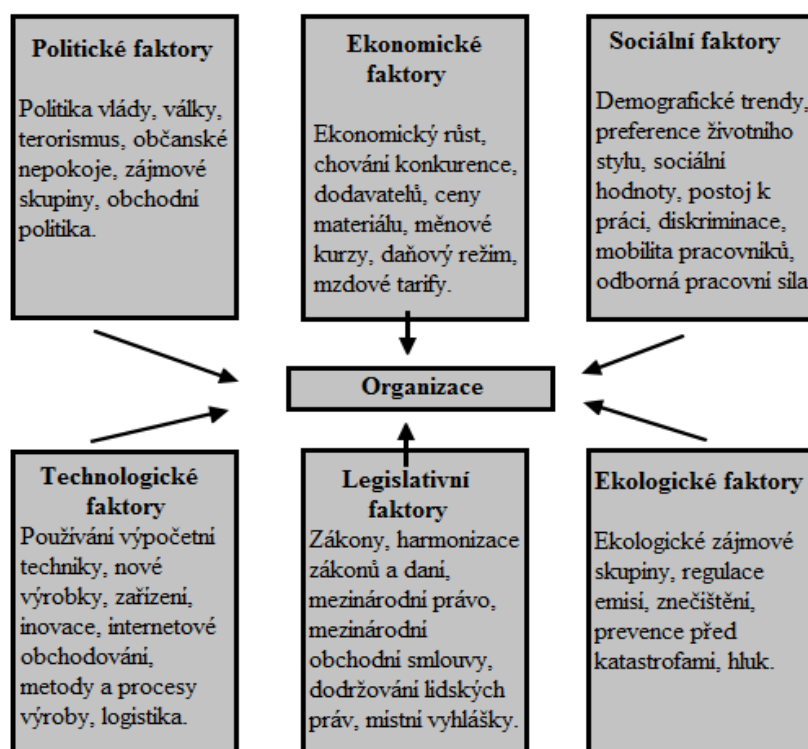 Politické faktory
Politika vlády, války,
terorismus, občanské
nepokoje, zájmové
skupiny, obchodní
politika.
Ekonomické
faktory
Ekonomický růst,
chování konkurence,
dodavatelů, ceny
materiálu, měnové
kurzy, daňový režim,
mzdové tarify.
Sociální faktory
Demografické trendy,
preference životního
stylu, sociální
hodnoty, postoj k
práci, diskriminace,
mobilita pracovníků,
odborná pracovní síla
Organizace
Technologické
faktory
Používání výpočetní
techniky, nové
výrobky, zařízení,
inovace, internetové
obchodování,
metody a procesy
výroby, logistika.
Legislativní
faktory
Zákony, harmonizace
zákonů a daní,
mezinárodní právo,
mezinárodní
obchodní smlouvy,
dodržování lidských
práv, místní vyhlášky.
Ekologické faktory
Ekologické zájmové
skupiny, regulace
emisí, znečištění,
prevence před
katastrofami, hluk.